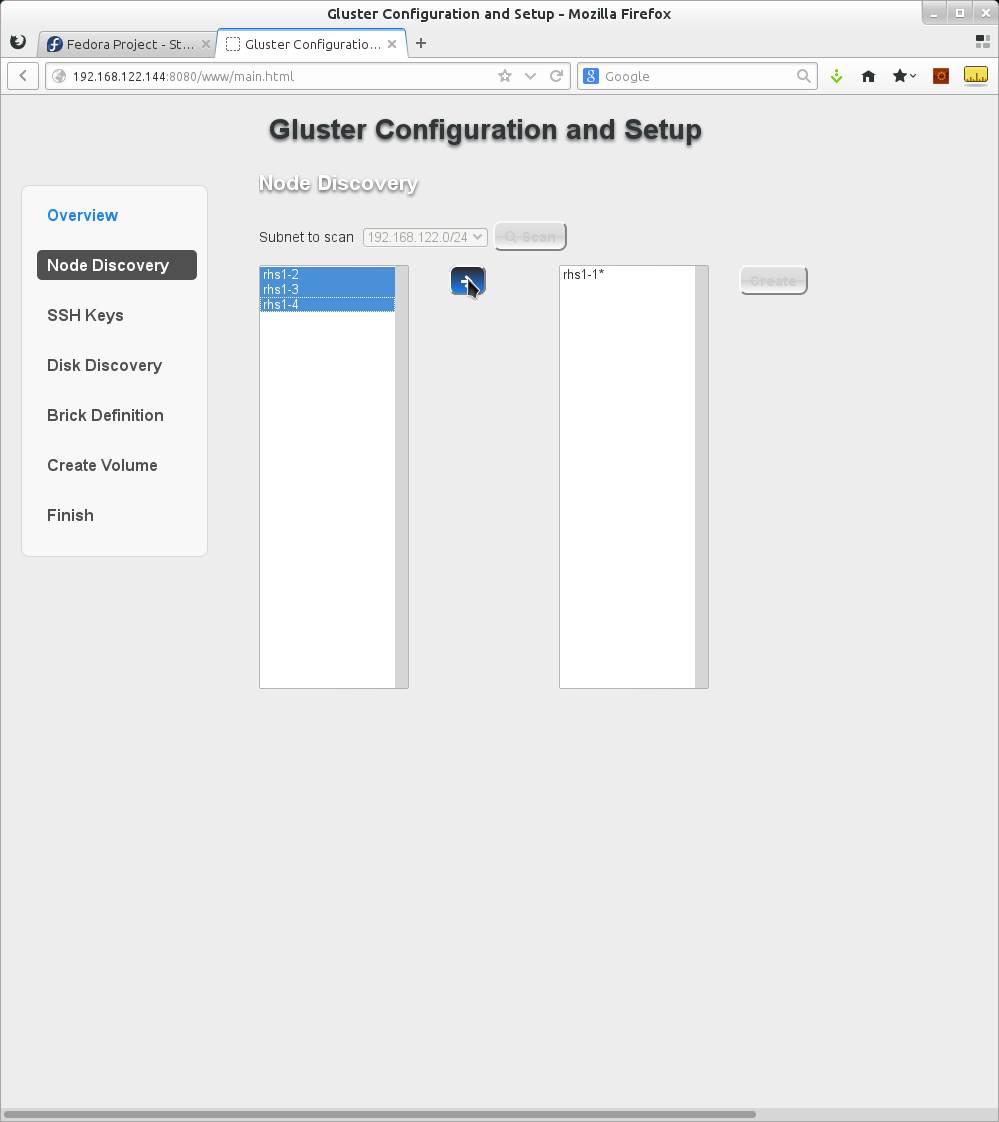 Gluster Configuration and Setup - Mozilla Firefox
Fedora Project - St...
Gluster Configuratio...
192.168.122.144:8080/www/main.html
Google
Gluster Configuration and Setup
Node Discovery
Overview
Node Discovery
SSH Keys
Disk Discovery
Brick Definition
Create Volume
Finish
Subnet to scan 192.168.122.0/24 Scan
rhs1-2
rhs1-3
rhs1-4
rhs1-1*
Create